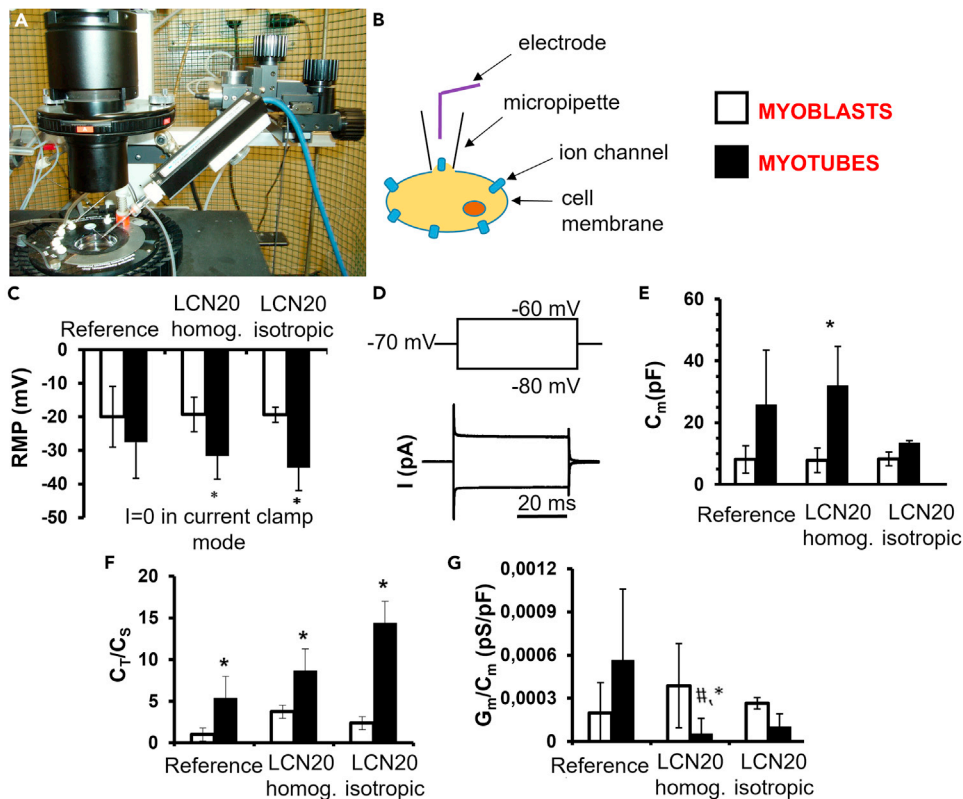 A
B
electrode
micropipette
ion channel
cell
membrane
MYOBLASTS
MYOTUBES
C
Reference
LCN20
homog.
LCN20
isotropic
RMP (mV)
0
-10
-20
-30
-40
-50
*
*
I=0 in current clamp
mode
D
-60 mV
-70 mV
-80 mV
I (pA)
20 ms
E
Cm(pF)
60
40
20
0
*
Reference
LCN20
homog.
LCN20
isotropic
F
CT/CS
20
15
10
5
0
*
*
*
Reference
LCN20
homog.
LCN20
isotropic
G
Gm/Cm (pS/pF)
0,0012
0,0009
0,0006
0,0003
0
#,*
Reference
LCN20
homog.
LCN20
isotropic